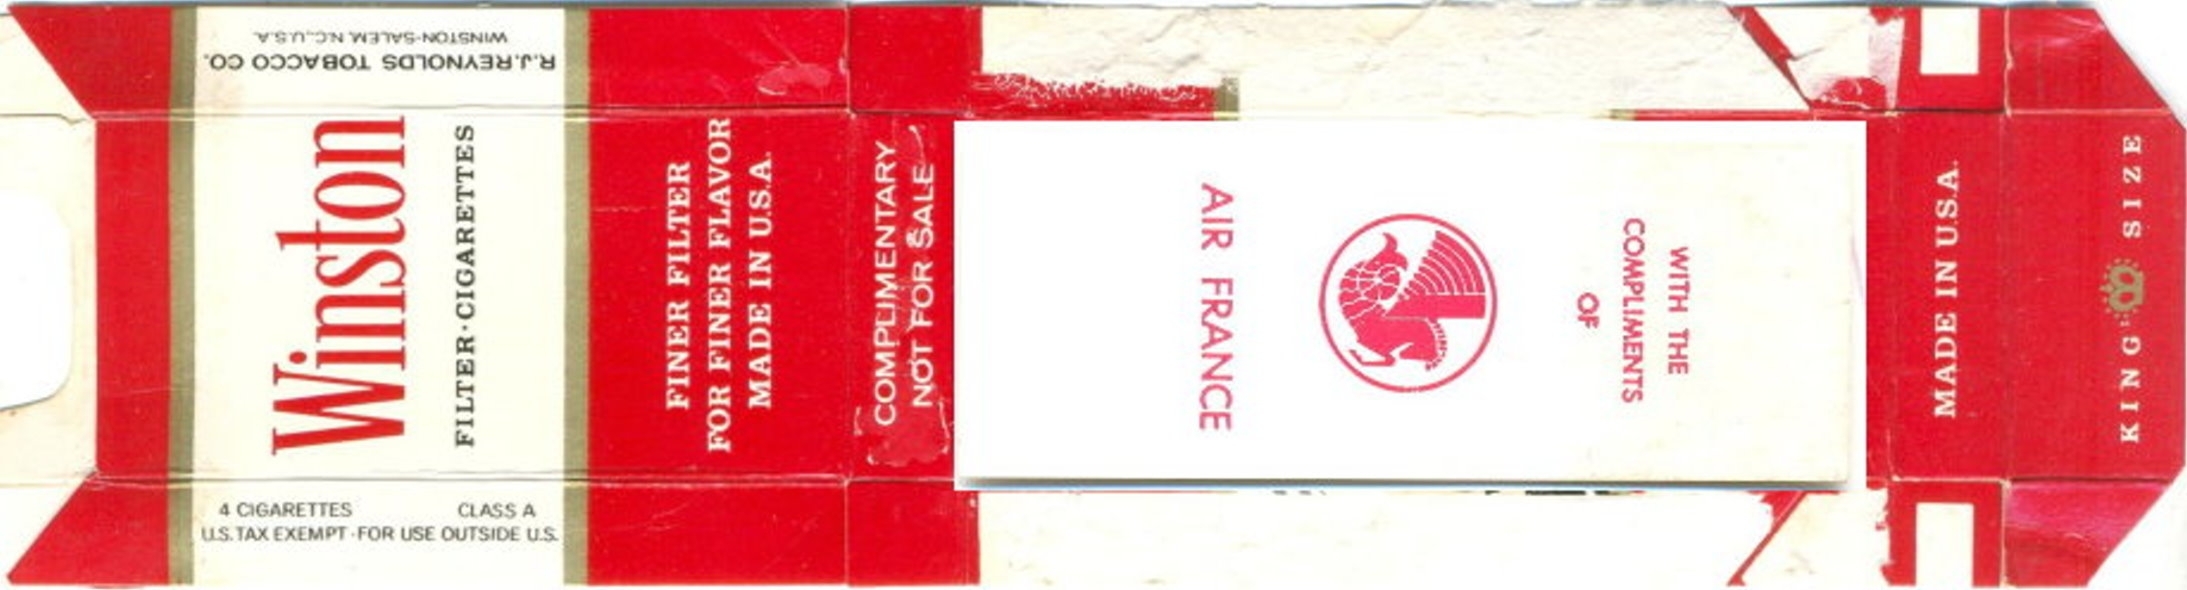 R.J.REYNOLDS TOBACCO CO.
WINSTON-SALEM, N.C., U.S.A.
Winston
FILTER·CIGARETTES
4 CIGARETTES CLASS A
U.S. TAX EXEMPT·FOR USE OUTSIDE U.S.
FINER FILTER
FOR FINER FLAVOR
MADE IN U.S.A.
COMPLIMENTARY
NOT FOR SALE
WITH THE
COMPLIMENTS
OF
AIR FRANCE
MADE IN U.S.A.
KING SIZE